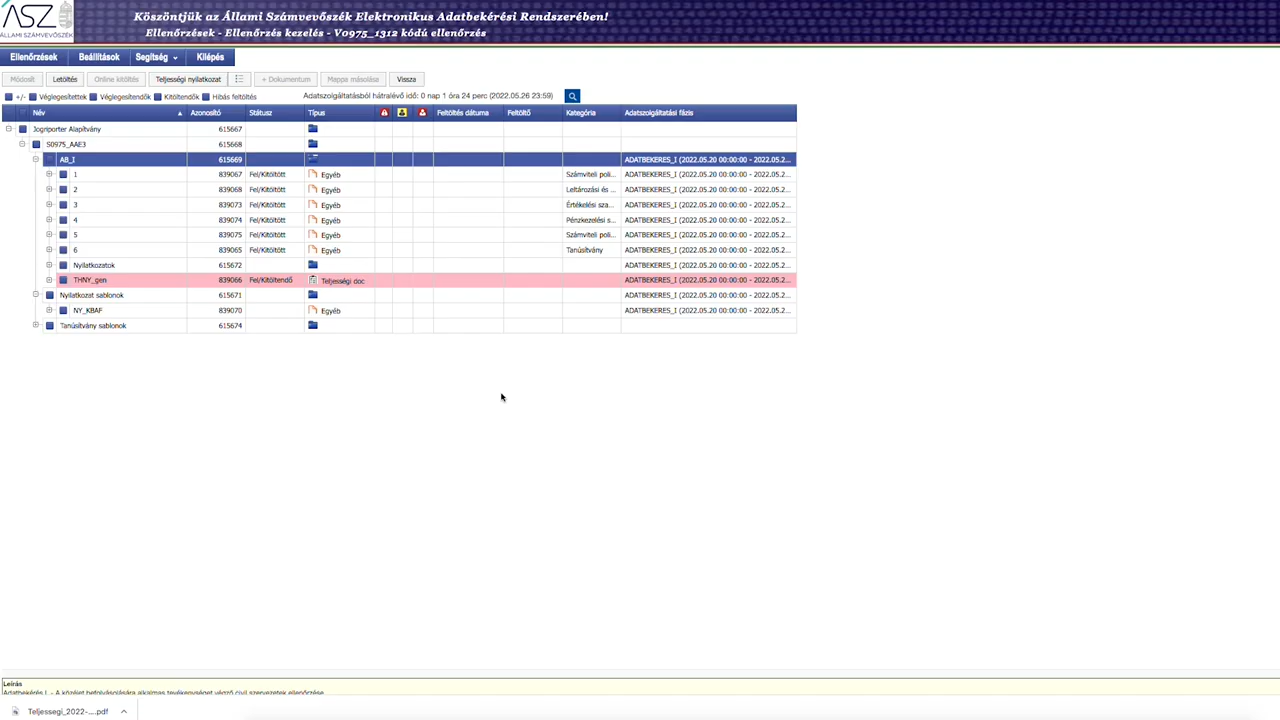 ÁSZ
ÁLLAMI SZÁMVEVŐSZÉK
Köszöntjük az Állami Számvevőszék Elektronikus Adatbekérési Rendszerében!
Ellenőrzések - Ellenőrzés kezelés - V0975_1312 kódú ellenőrzés
Ellenőrzések Beállítások Segítség Kilépés
Módosít Letöltés Online kitöltés Teljességi nyilatkozat + Dokumentum Mappa másolása Vissza
+/- Véglegesítettek Véglegesítendők Kitöltendők Hibás feltöltés Adatszolgáltatásból hátralévő idő: 0 nap 1 óra 24 perc (2022.05.26 23:59)
Név Azonosító Státusz Típus Feltöltés dátuma Feltöltő Kategória Adatszolgáltatási fázis
Jogriporter Alapítvány 615667
S0975_AAE3 615668
AB_I 615669 ADATBEKERES_I (2022.05.20 00:00:00 - 2022.05.2...
1 839067 Fel/Kitöltött Egyéb Számviteli poli... ADATBEKERES_I (2022.05.20 00:00:00 - 2022.05.2...
2 839068 Fel/Kitöltött Egyéb Leltározási és ... ADATBEKERES_I (2022.05.20 00:00:00 - 2022.05.2...
3 839073 Fel/Kitöltött Egyéb Értékelési sza... ADATBEKERES_I (2022.05.20 00:00:00 - 2022.05.2...
4 839074 Fel/Kitöltött Egyéb Pénzkezelési s... ADATBEKERES_I (2022.05.20 00:00:00 - 2022.05.2...
5 839075 Fel/Kitöltött Egyéb Számviteli poli... ADATBEKERES_I (2022.05.20 00:00:00 - 2022.05.2...
6 839065 Fel/Kitöltött Egyéb Tanúsítvány ADATBEKERES_I (2022.05.20 00:00:00 - 2022.05.2...
Nyilatkozatok 615672 ADATBEKERES_I (2022.05.20 00:00:00 - 2022.05.2...
THNY_gen 839066 Fel/Kitöltendő Teljességi doc ADATBEKERES_I (2022.05.20 00:00:00 - 2022.05.2...
Nyilatkozat sablonok 615671 ADATBEKERES_I (2022.05.20 00:00:00 - 2022.05.2...
NY_KBAF 839070 Egyéb ADATBEKERES_I (2022.05.20 00:00:00 - 2022.05.2...
Tanúsítvány sablonok 615674
Leírás
Adatbekérés I. - A közéjet befolyásolására alkalmas tevékenységet végző civil szervezetek ellenőrzése
Teljessegi_2022-....pdf